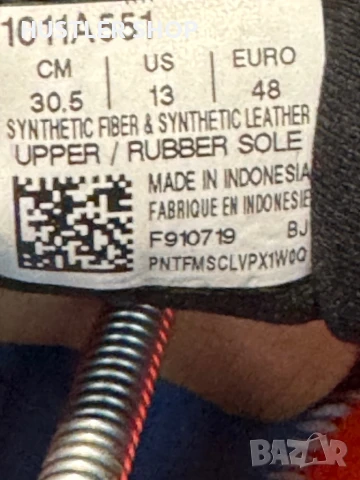 1011A551
CM US EURO
30.5 13 48
SYNTHETIC FIBER & SYNTHETIC LEATHER
UPPER / RUBBER SOLE
MADE IN INDONESIA
FABRIQUE EN INDONESIE
F910719 BJ
PNTFMSCLVPX1W0Q
BAZAR